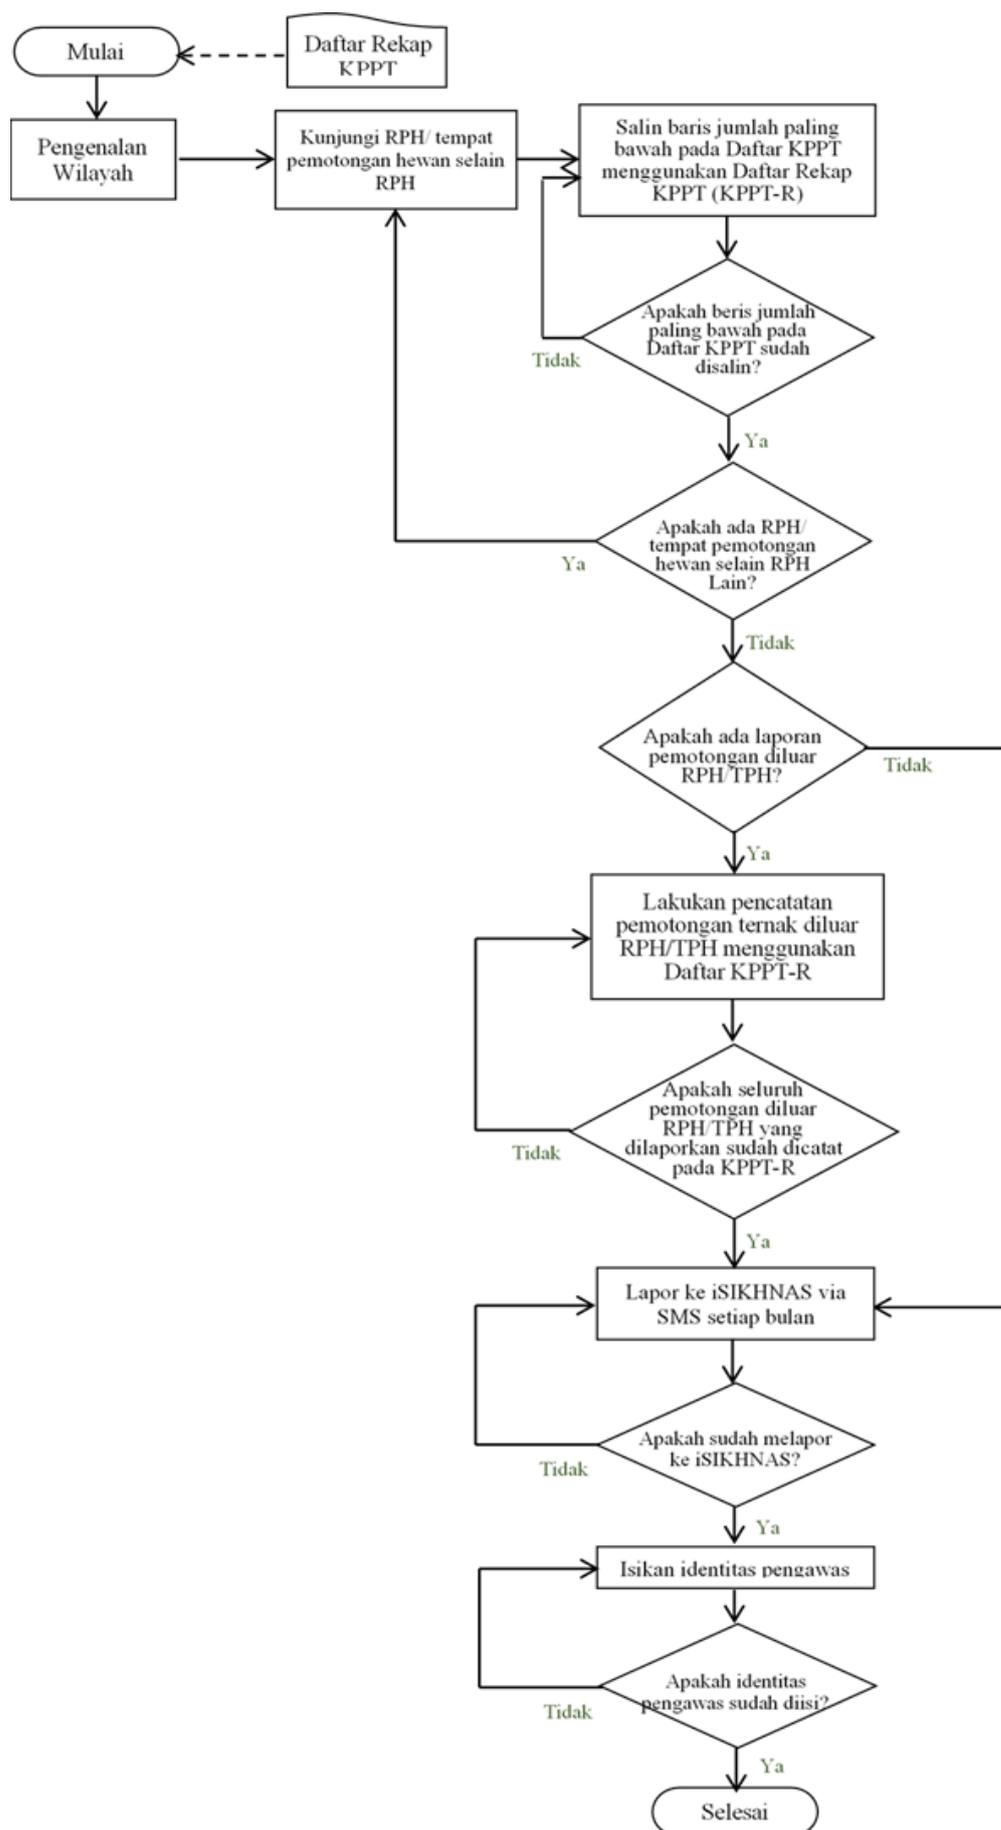 Mulai
Daftar Rekap
KPPT
Pengenalan
Wilayah
Kunjungi RPH/ tempat
pemotongan hewan selain
RPH
Salin baris jumlah paling
bawah pada Daftar KPPT
menggunakan Daftar Rekap
KPPT (KPPT-R)
Apakah beris jumlah
paling bawah pada
Daftar KPPT sudah
disalin?
Tidak
Ya
Apakah ada RPH/
tempat pemotongan
hewan selain RPH
Lain?
Ya
Tidak
Apakah ada laporan
pemotongan diluar
RPH/TPH?
Tidak
Ya
Lakukan pencatatan
pemotongan ternak diluar
RPH/TPH menggunakan
Daftar KPPT-R
Apakah seluruh
pemotongan diluar
RPH/TPH yang
dilaporkan sudah dicatat
pada KPPT-R
Tidak
Ya
Lapor ke iSIKHNAS via
SMS setiap bulan
Apakah sudah melapor
ke iSIKHNAS?
Tidak
Ya
Isikan identitas pengawas
Apakah identitas
pengawas sudah diisi?
Tidak
Ya
Selesai